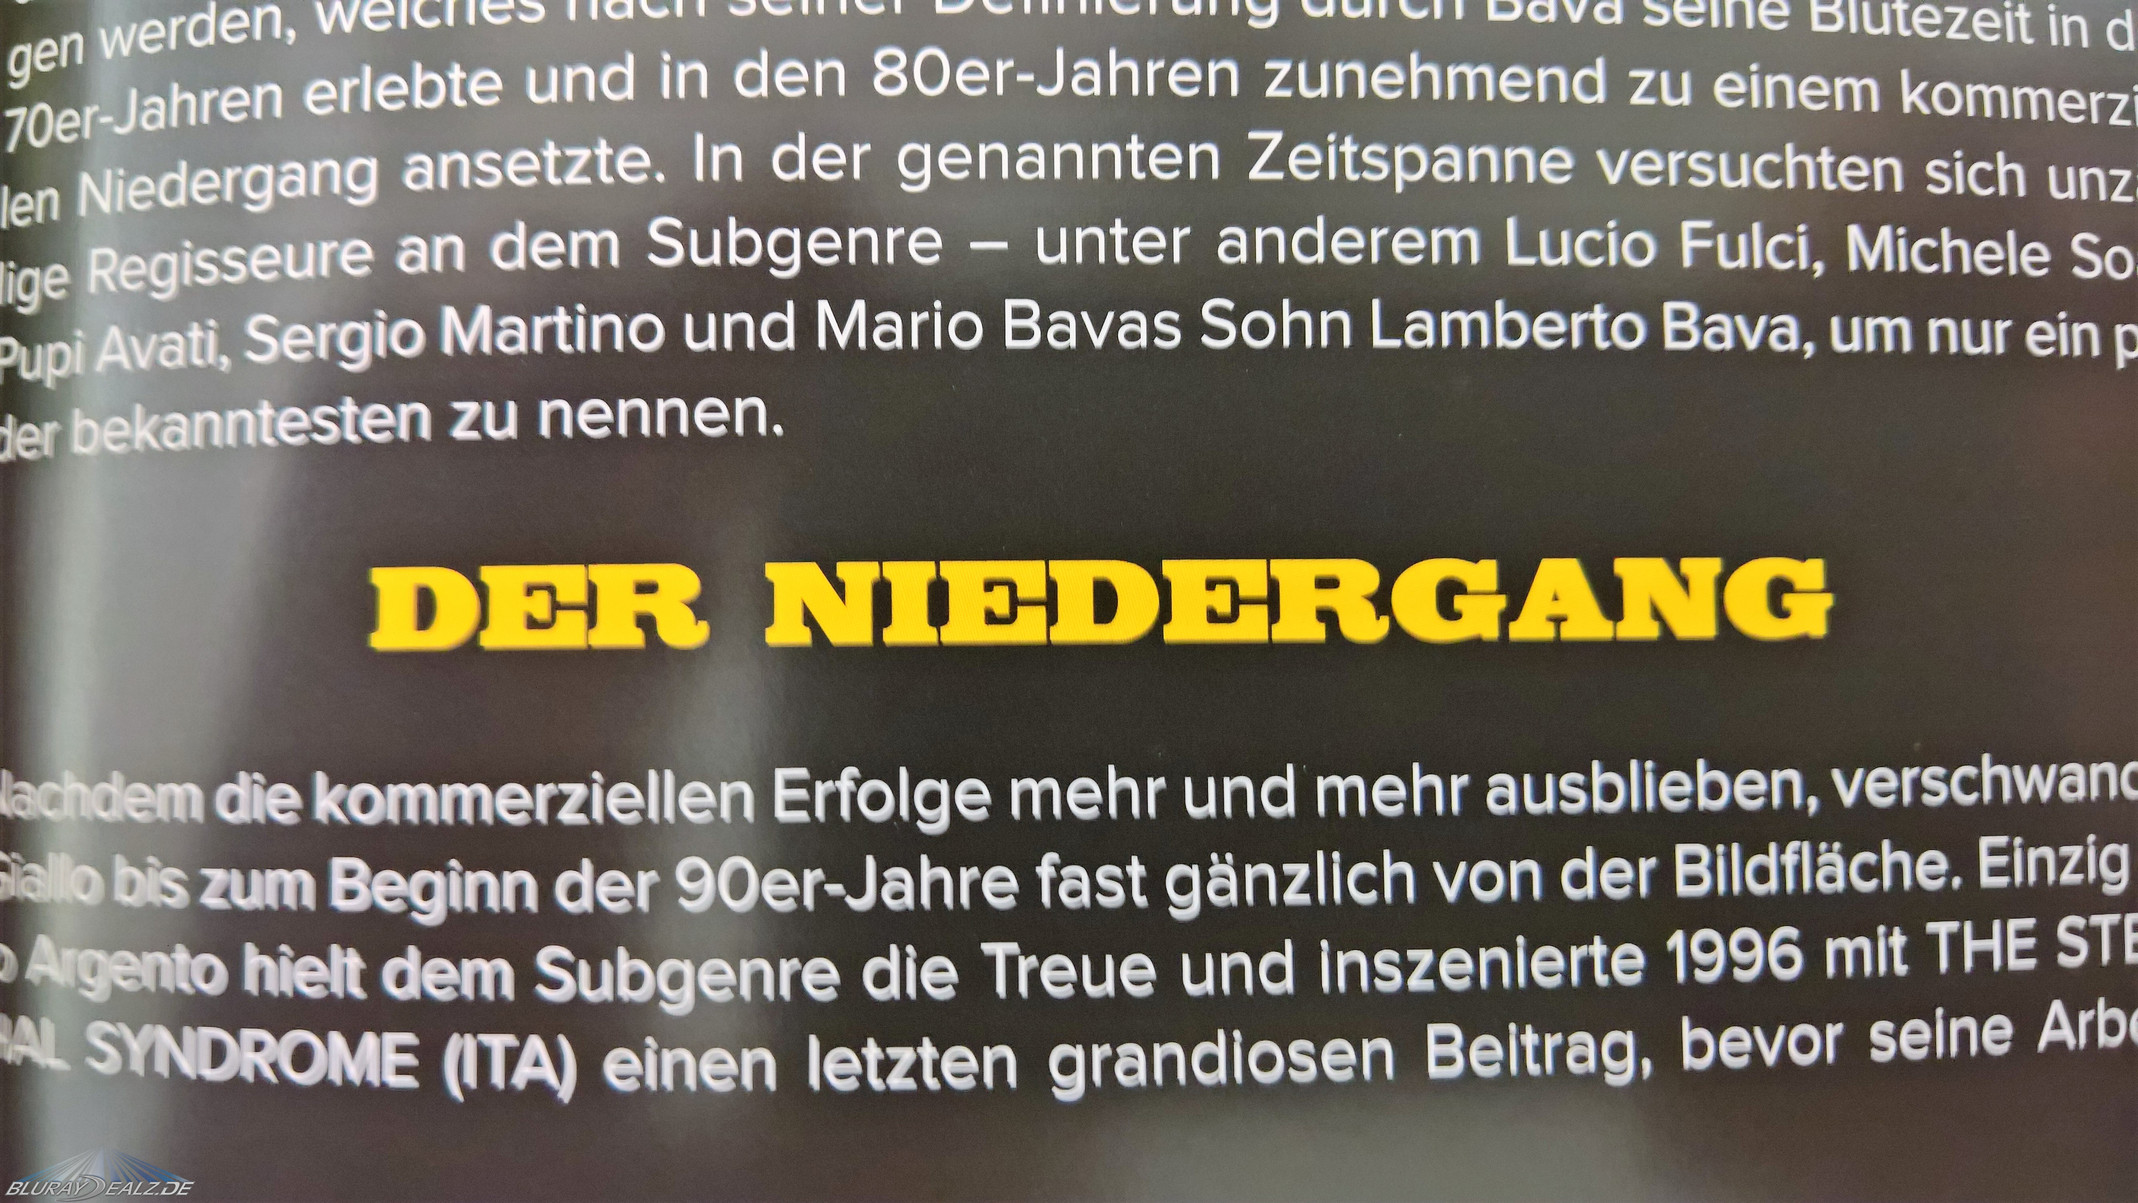 gen werden, welches nach seiner Definierung durch Bava seine Blütezeit in d
70er-Jahren erlebte und in den 80er-Jahren zunehmend zu einem kommerzi
len Niedergang ansetzte. In der genannten Zeitspanne versuchten sich unzä
lige Regisseure an dem Subgenre – unter anderem Lucio Fulci, Michele Soa
Pupi Avati, Sergio Martino und Mario Bavas Sohn Lamberto Bava, um nur ein p
der bekanntesten zu nennen.
DER NIEDERGANG
Nachdem die kommerziellen Erfolge mehr und mehr ausblieben, verschwand
Giallo bis zum Beginn der 90er-Jahre fast gänzlich von der Bildfläche. Einzig
o Argento hielt dem Subgenre die Treue und inszenierte 1996 mit THE STE
HAL SYNDROME (ITA) einen letzten grandiosen Beitrag, bevor seine Arbe
BLURAYDEALZ.DE